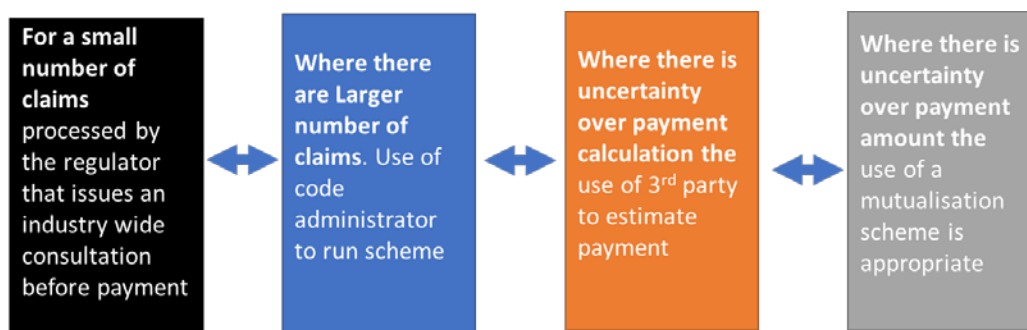 For a small
number of
claims
processed by
the regulator
that issues an
industry wide
consultation
before payment
Where there
are Larger
number of
claims. Use of
code
administrator
to run scheme
Where there is
uncertainty
over payment
calculation the
use of 3rd party
to estimate
payment
Where there is
uncertainty
over payment
amount the
use of a
mutualisation
scheme is
appropriate